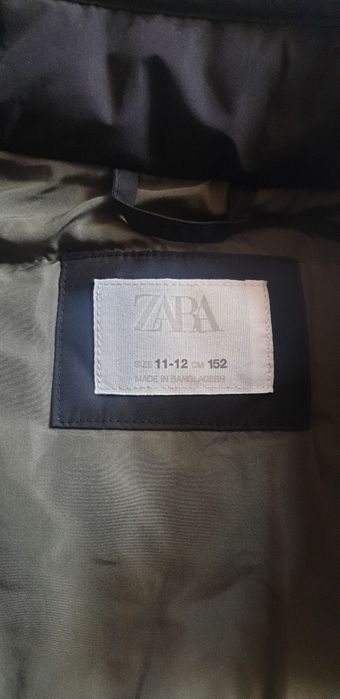 ZARA
SIZE 11-12 CM 152
MADE IN BANGLADESH